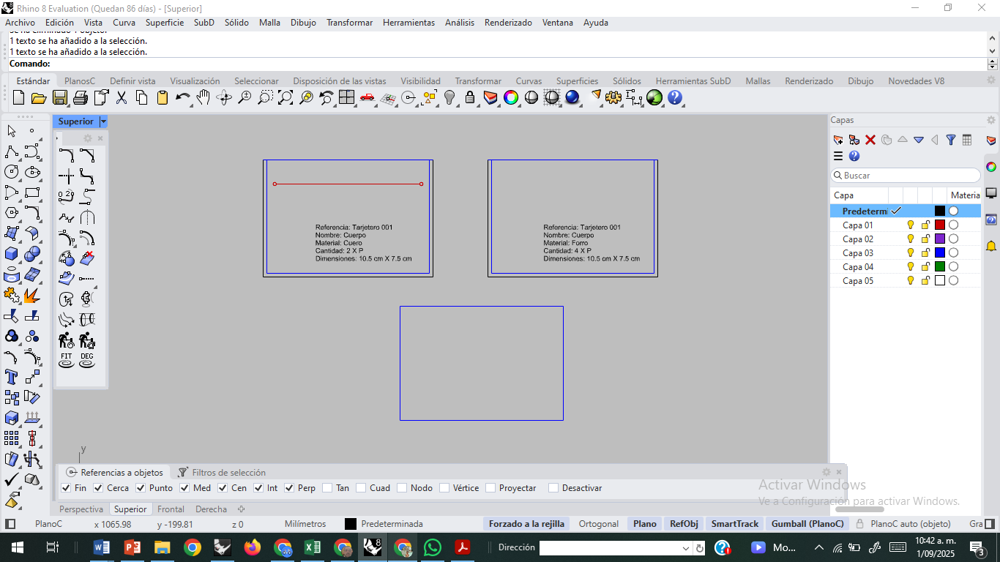 Rhino 8 Evaluation (Quedan 86 días) - [Superior]
Archivo Edición Vista Curva Superficie SubD Sólido Malla Dibujo Transformar Herramientas Análisis Renderizado Ventana Ayuda
Se ha eliminado 1 objeto.
1 texto se ha añadido a la selección.
1 texto se ha añadido a la selección.
Comando:
Estándar PlanosC Definir vista Visualización Seleccionar Disposición de las vistas Visibilidad Transformar Curvas Superficies Sólidos Herramientas SubD Mallas Renderizado Dibujo Novedades V8
Superior
Capas
Buscar
Capa Materia
Predetermi
Capa 01
Capa 02
Capa 03
Capa 04
Capa 05
Referencia: Tarjetero 001
Nombre: Cuerpo
Material: Cuero
Cantidad: 2 X P
Dimensiones: 10.5 cm X 7.5 cm
Referencia: Tarjetero 001
Nombre: Cuerpo
Material: Forro
Cantidad: 4 X P
Dimensiones: 10.5 cm X 7.5 cm
FIT DEG
y
Referencias a objetos Filtros de selección
Fin Cerca Punto Med Cen Int Perp Tan Cuad Nodo Vértice Proyectar Desactivar
Activar Windows
Ve a Configuración para activar Windows.
Perspectiva Superior Frontal Derecha
PlanoC x 1065.98 y -199.81 z 0 Milímetros Predeterminada Forzado a la rejilla Ortogonal Plano RefObj SmartTrack Gumball (PlanoC) PlanoC auto (objeto) Gra
Dirección Mo... 10:42 a. m.
1/09/2025 3